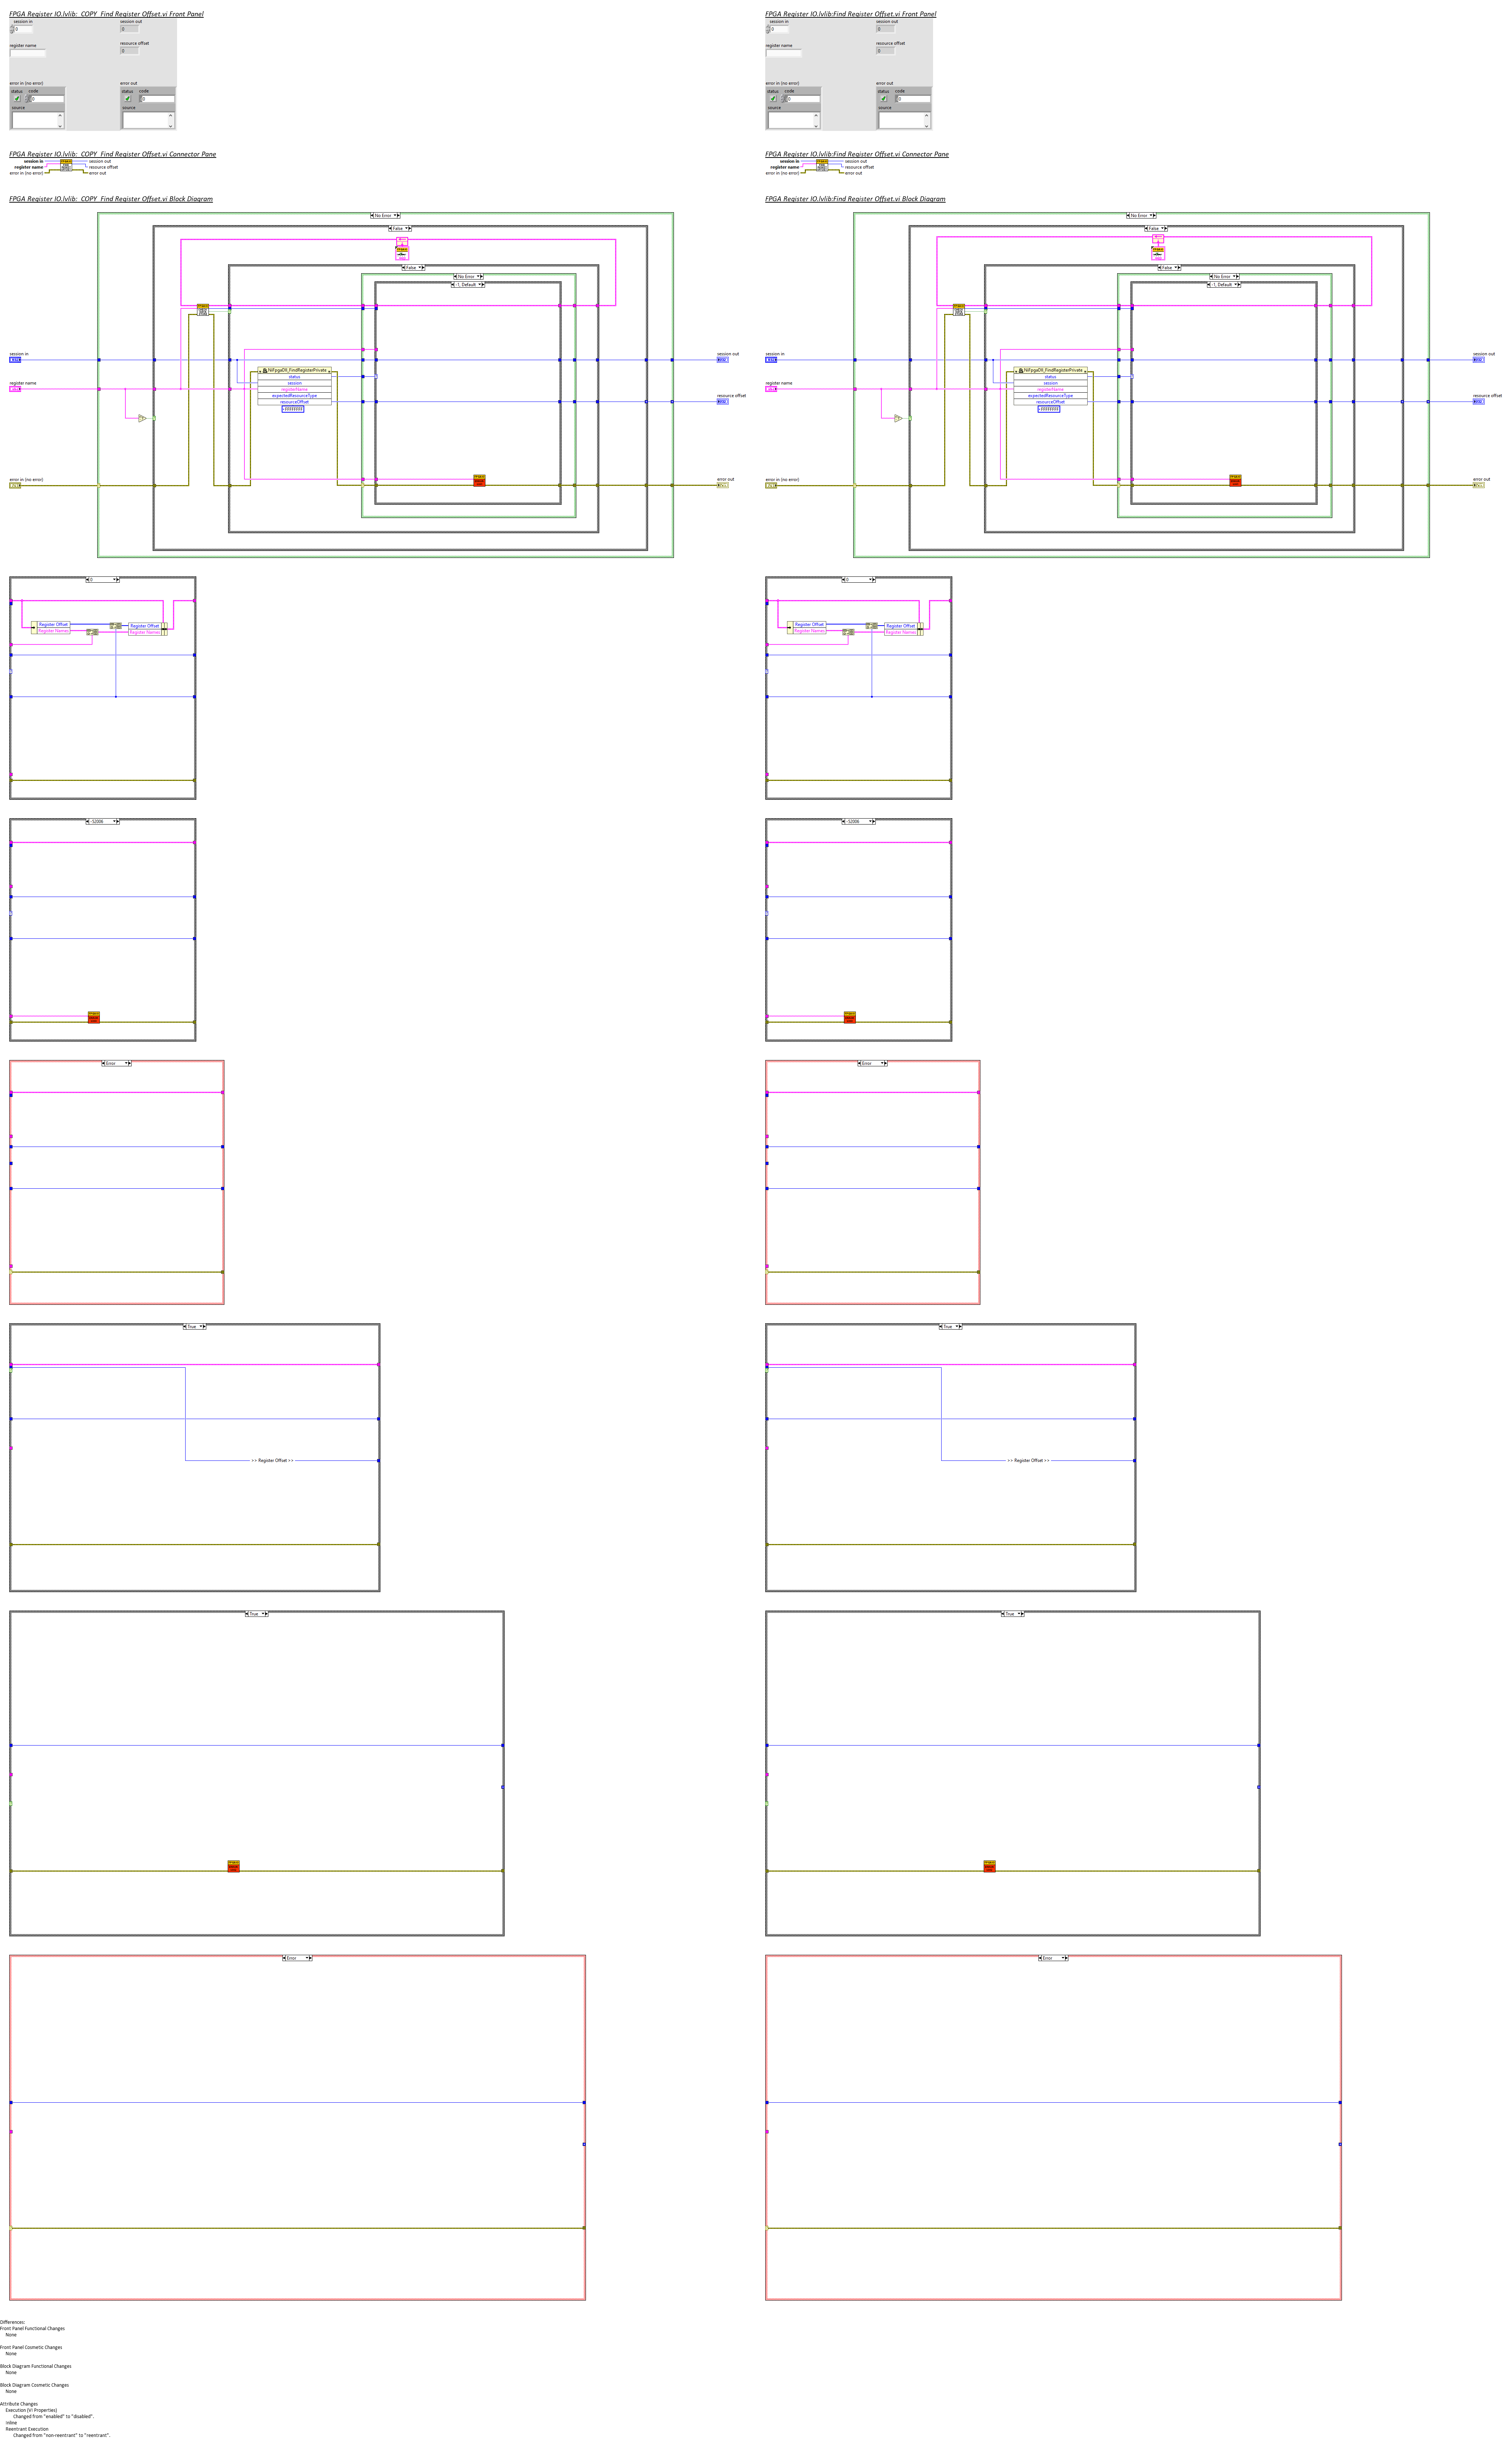 FPGA Register IO.lvlib:_COPY_Find Register Offset.vi Front Panel
session in
session out
0
0
register name
resource offset
0
error in (no error)
error out
status code
0
status code
0
source
source
FPGA Register IO.lvlib:_COPY_Find Register Offset.vi Connector Pane
session in
session out
register name
resource offset
error in (no error)
error out
FPGA Register IO.lvlib:_COPY_Find Register Offset.vi Block Diagram
No Error
False
False
No Error
-1, Default
session in
session out
NiFpgaDll_FindRegisterPrivate
status
session
register name
registerName
expectedResourceType
resourceOffset
resource offset
xFFFFFFFF
error in (no error)
error out
0
Register Offset
Register Offset
Register Names
Register Names
-52006
Error
True
>> Register Offset >>
True
Error
FPGA Register IO.lvlib:Find Register Offset.vi Front Panel
session in
session out
0
0
register name
resource offset
0
error in (no error)
error out
status code
0
status code
0
source
source
FPGA Register IO.lvlib:Find Register Offset.vi Connector Pane
session in
session out
register name
resource offset
error in (no error)
error out
FPGA Register IO.lvlib:Find Register Offset.vi Block Diagram
No Error
False
False
No Error
-1, Default
session in
session out
NiFpgaDll_FindRegisterPrivate
status
session
register name
registerName
expectedResourceType
resourceOffset
resource offset
xFFFFFFFF
error in (no error)
error out
0
Register Offset
Register Offset
Register Names
Register Names
-52006
Error
True
>> Register Offset >>
True
Error
Differences:
Front Panel Functional Changes
None
Front Panel Cosmetic Changes
None
Block Diagram Functional Changes
None
Block Diagram Cosmetic Changes
None
Attribute Changes
Execution (VI Properties)
Changed from "enabled" to "disabled".
Inline
Reentrant Execution
Changed from "non-reentrant" to "reentrant".